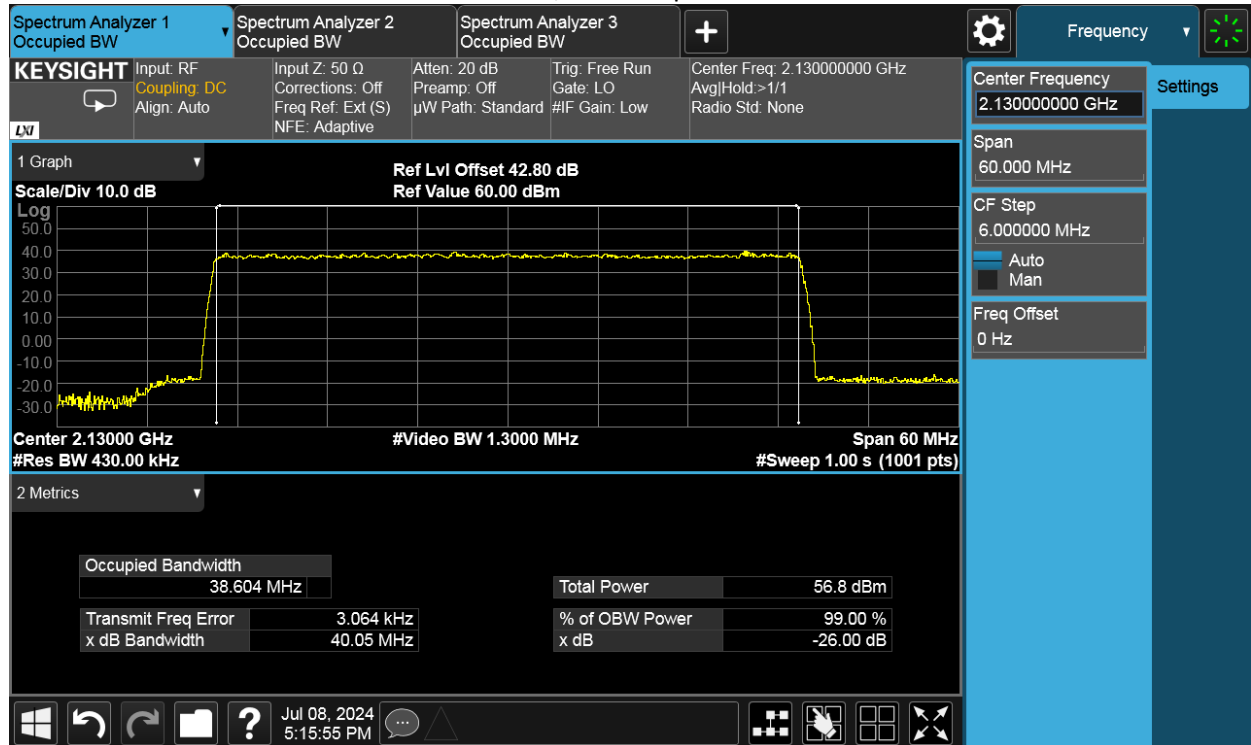 Spectrum Analyzer 1
Occupied BW
Spectrum Analyzer 2
Occupied BW
Spectrum Analyzer 3
Occupied BW
+
Frequency
KEYSIGHT
LXI
Input: RF
Coupling: DC
Align: Auto
Input Z: 50 Ω
Corrections: Off
Freq Ref: Ext (S)
NFE: Adaptive
Atten: 20 dB
Preamp: Off
µW Path: Standard
Trig: Free Run
Gate: LO
#IF Gain: Low
Center Freq: 2.130000000 GHz
Avg|Hold:>1/1
Radio Std: None
Center Frequency
2.130000000 GHz
Settings
Span
60.000 MHz
CF Step
6.000000 MHz
Auto
Man
Freq Offset
0 Hz
1 Graph
Scale/Div 10.0 dB
Ref Lvl Offset 42.80 dB
Ref Value 60.00 dBm
Log
50.0
40.0
30.0
20.0
10.0
0.00
-10.0
-20.0
-30.0
Center 2.13000 GHz
#Res BW 430.00 kHz
#Video BW 1.3000 MHz
Span 60 MHz
#Sweep 1.00 s (1001 pts)
2 Metrics
Occupied Bandwidth
38.604 MHz
Transmit Freq Error 3.064 kHz
x dB Bandwidth 40.05 MHz
Total Power 56.8 dBm
% of OBW Power 99.00 %
x dB -26.00 dB
?
Jul 08, 2024
5:15:55 PM